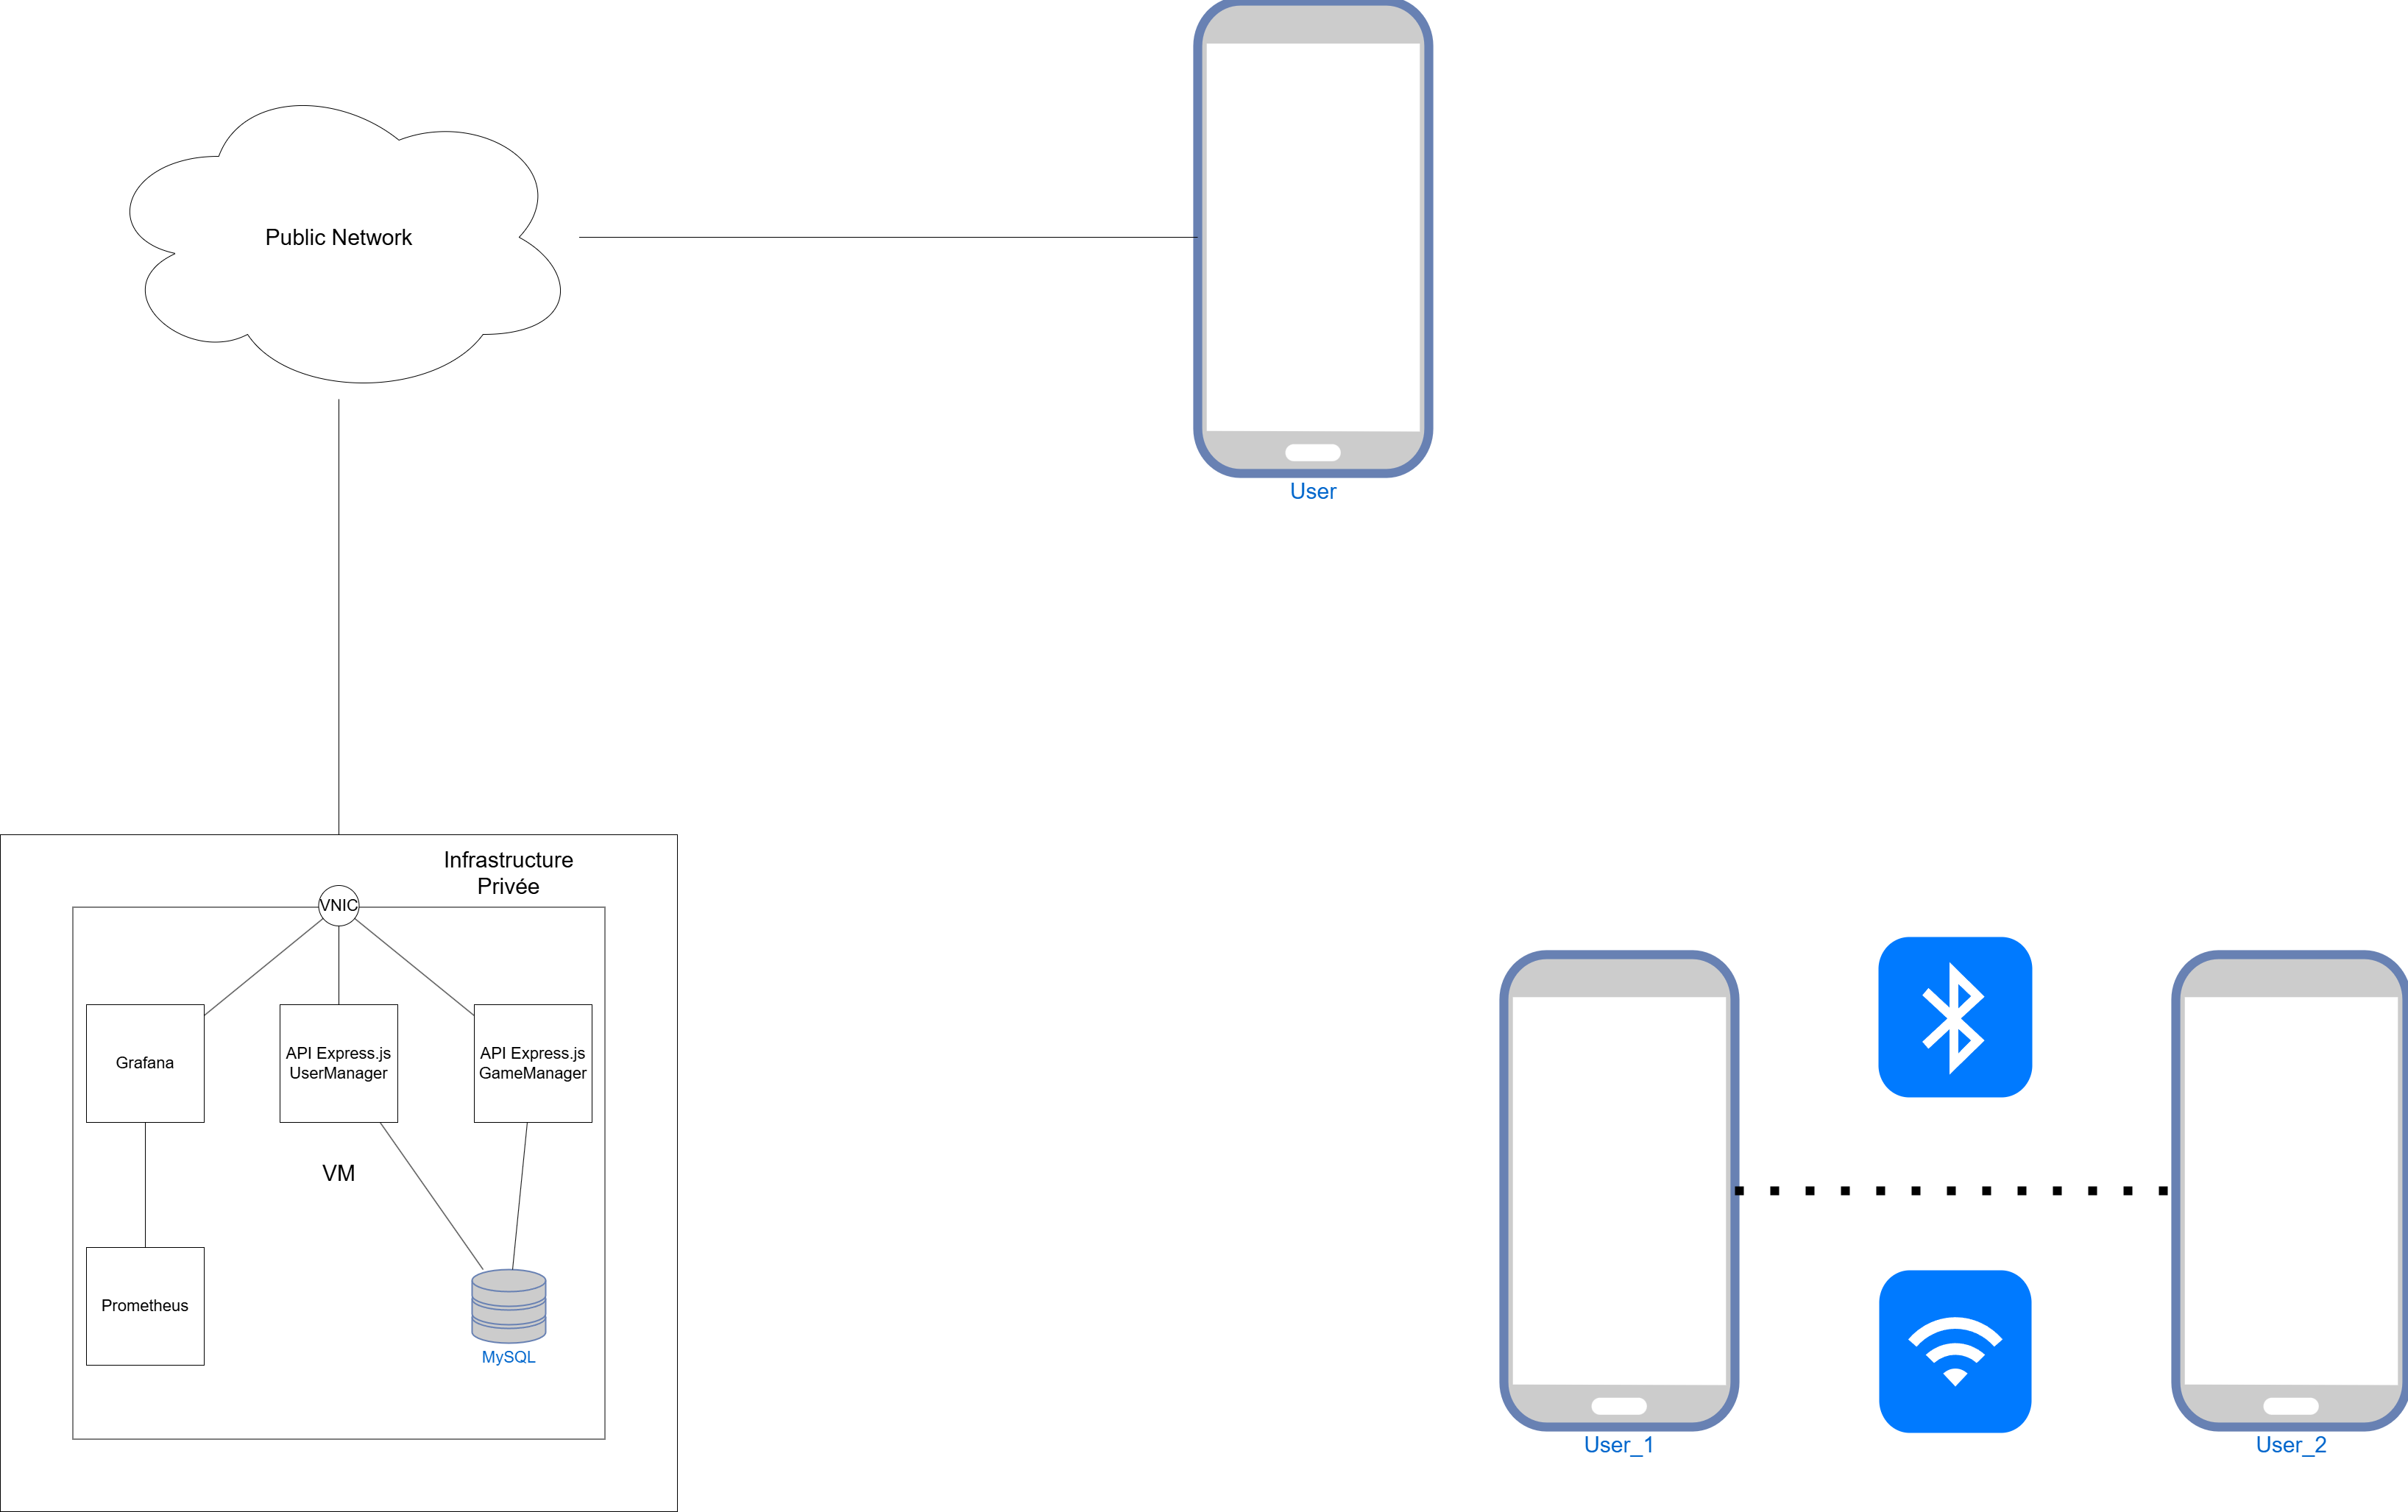 Public Network
User
Infrastructure
Privée
VNIC
Grafana
API Express.js
UserManager
API Express.js
GameManager
VM
Prometheus
MySQL
User_1
User_2